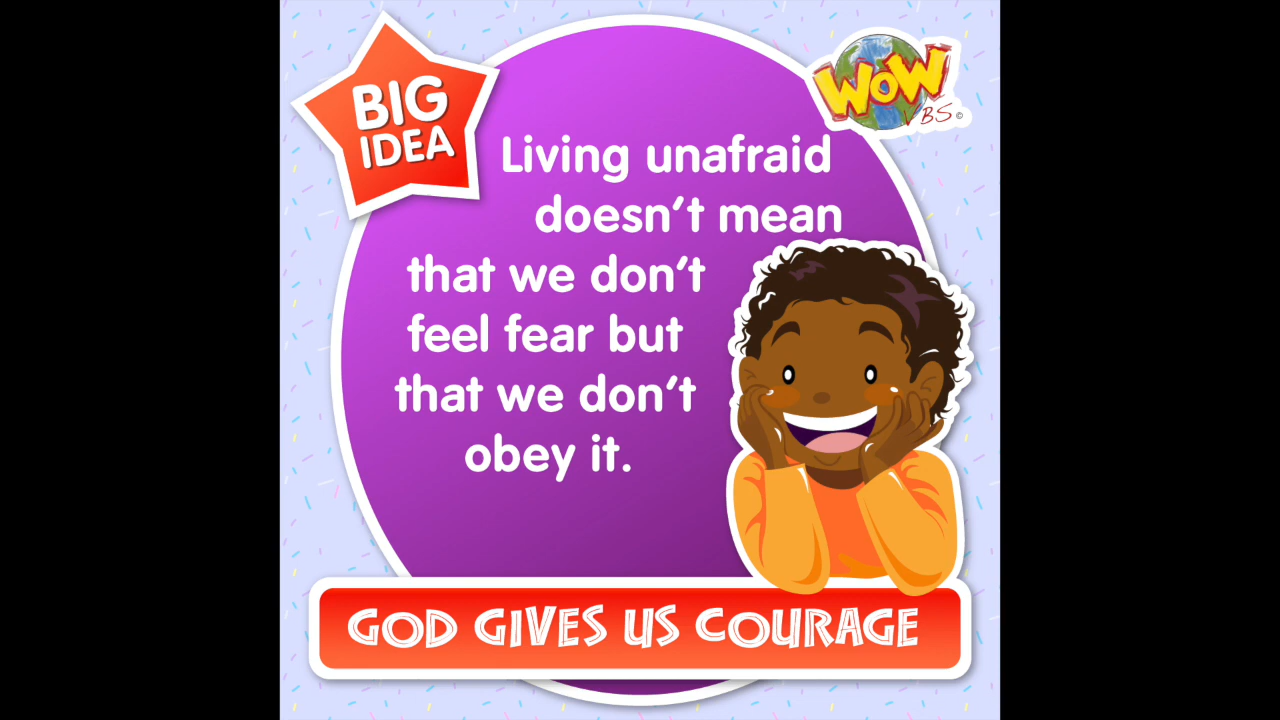 BIG
IDEA
WOW
VBS©
Living unafraid
doesn't mean
that we don't
feel fear but
that we don't
obey it.
GOD GIVES US COURAGE